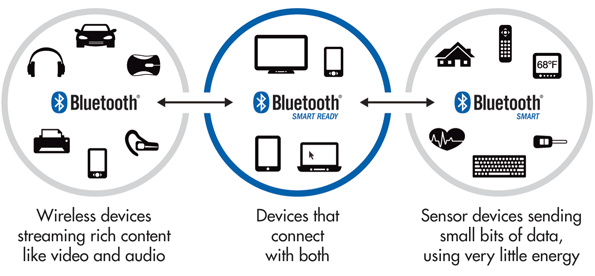 Bluetooth®
Bluetooth®
SMART READY
68°F
Bluetooth®
SMART
Wireless devices
streaming rich content
like video and audio
Devices that
connect
with both
Sensor devices sending
small bits of data,
using very little energy